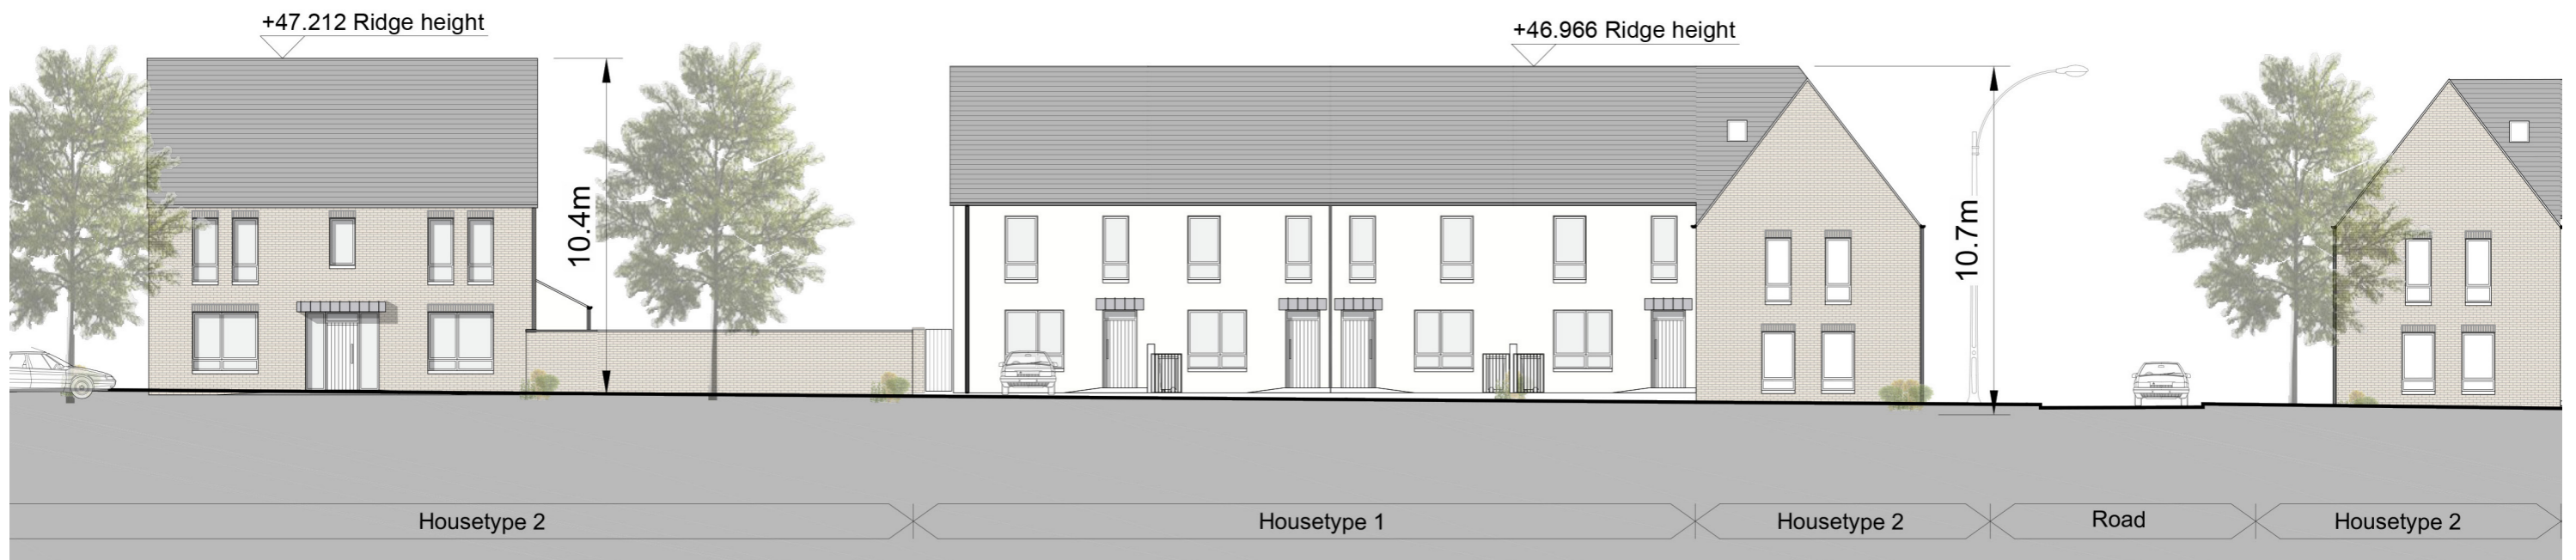 +47.212 Ridge height
+46.966 Ridge height
10.4m
10.7m
Housetype 2
Housetype 1
Housetype 2
Road
Housetype 2